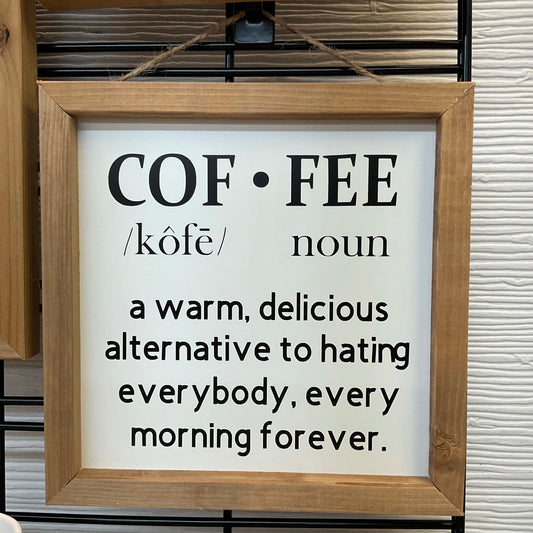 COF • FEE
/kôfē/ noun
a warm, delicious
alternative to hating
everybody, every
morning forever.